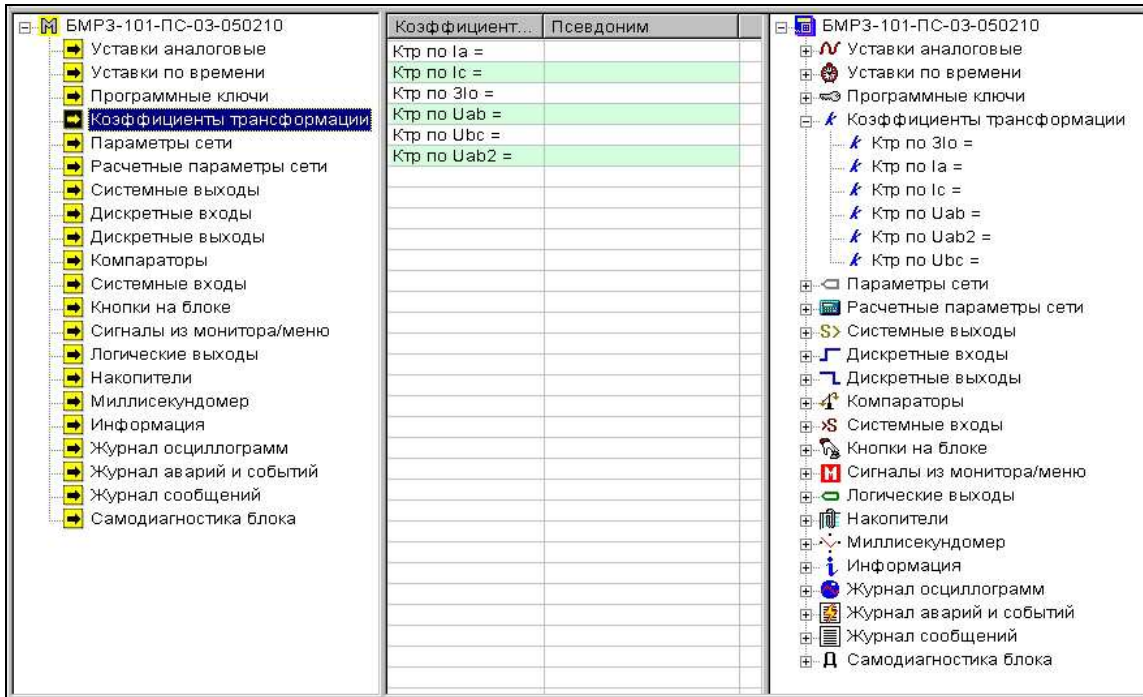 БМРЗ-101-ПС-03-050210
Уставки аналоговые
Уставки по времени
Программные ключи
Коэффициенты трансформации
Параметры сети
Расчетные параметры сети
Системные выходы
Дискретные входы
Дискретные выходы
Компараторы
Системные входы
Кнопки на блоке
Сигналы из монитора/меню
Логические выходы
Накопители
Миллисекундомер
Информация
Журнал осциллограмм
Журнал аварий и событий
Журнал сообщений
Самодиагностика блока
Коэффициент... Псевдоним
Ктр по Ia =
Ктр по Ic =
Ктр по 3Io =
Ктр по Uab =
Ктр по Ubc =
Ктр по Uab2 =
БМРЗ-101-ПС-03-050210
Уставки аналоговые
Уставки по времени
Программные ключи
Коэффициенты трансформации
Ктр по 3Io =
Ктр по Ia =
Ктр по Ic =
Ктр по Uab =
Ктр по Uab2 =
Ктр по Ubc =
Параметры сети
Расчетные параметры сети
Системные выходы
Дискретные входы
Дискретные выходы
Компараторы
Системные входы
Кнопки на блоке
Сигналы из монитора/меню
Логические выходы
Накопители
Миллисекундомер
Информация
Журнал осциллограмм
Журнал аварий и событий
Журнал сообщений
Самодиагностика блока